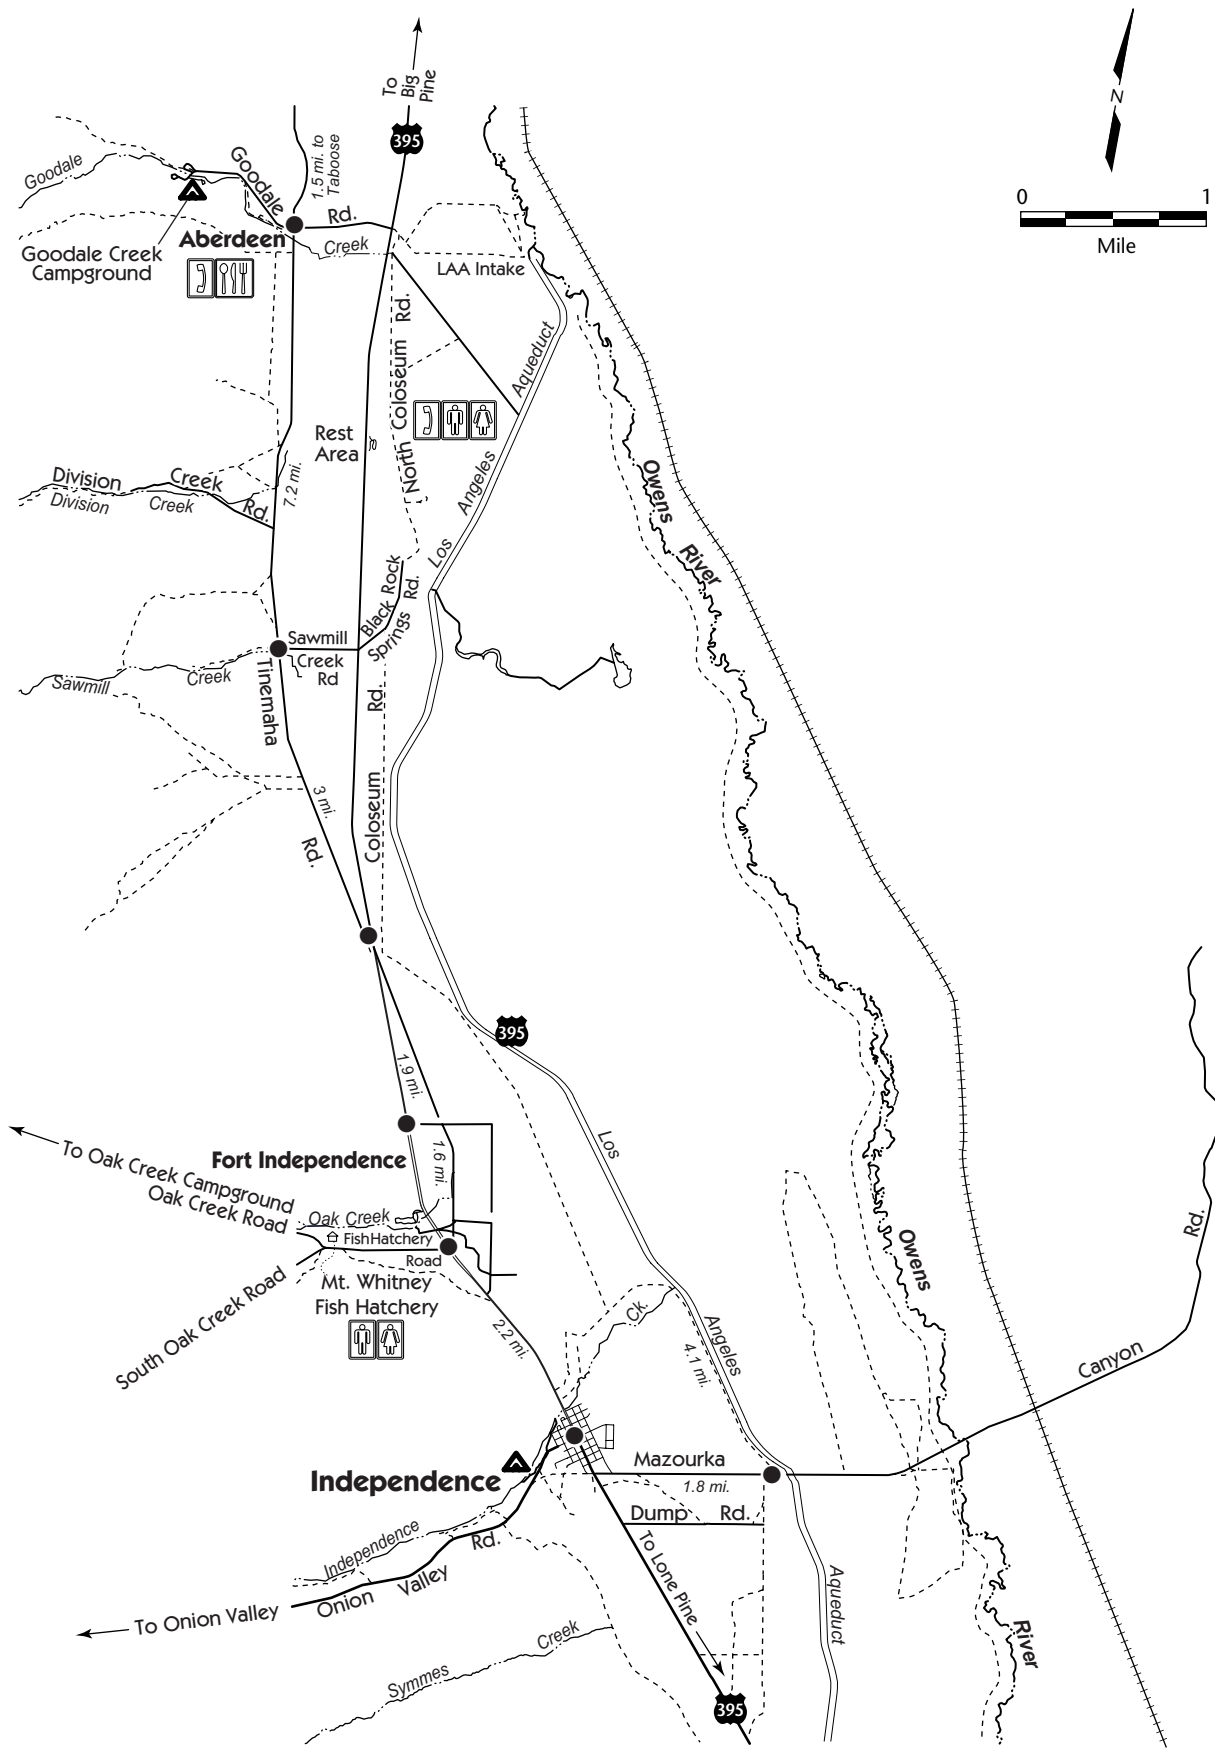 To
Big
Pine
395
N
0 1
Mile
1.5 mi. to
Taboose
Goodale
Goodale
Rd.
Aberdeen
Creek
Goodale Creek
Campground
LAA Intake
North Coloseum Rd.
Aqueduct
Angeles
Los
Rest
Area
7.2 mi.
Division Creek Rd.
Division Creek
Owens
River
Black Rock
Springs Rd.
Sawmill
Creek
Rd
Sawmill Creek
Tinemaha
Rd.
3 mi.
Coloseum Rd.
395
1.9 mi.
1.6 mi.
Fort Independence
To Oak Creek Campground
Oak Creek Road
Oak Creek
Fish Hatchery
Road
Mt. Whitney
Fish Hatchery
South Oak Creek Road
2.2 mi.
Los
Angeles
Ck.
4.1 mi.
Owens
Canyon
Rd.
Mazourka
1.8 mi.
Independence
Dump Rd.
Independence
Rd.
Valley
Onion
To Onion Valley
To Lone Pine
Aqueduct
River
Creek
Symmes
395